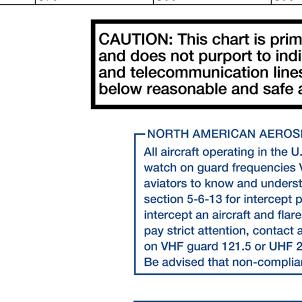 CAUTION: This chart is prim
and does not purport to indi
and telecommunication lines
below reasonable and safe a
NORTH AMERICAN AEROS
All aircraft operating in the U.
watch on guard frequencies V
aviators to know and underst
section 5-6-13 for intercept p
intercept an aircraft and flare
pay strict attention, contact a
on VHF guard 121.5 or UHF 2
Be advised that non-complia